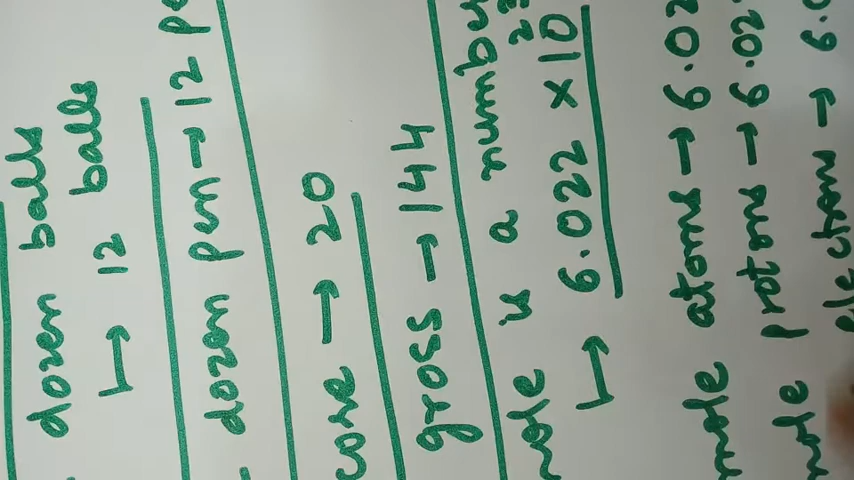 dozen balls
↳ 12 balls
dozen pen → 12 pe
core → 20
gross → 144
mole is a number
↳ 6.022 × 10²³
mole atoms → 6.02
mole protons → 6.02
electrons → 6.0